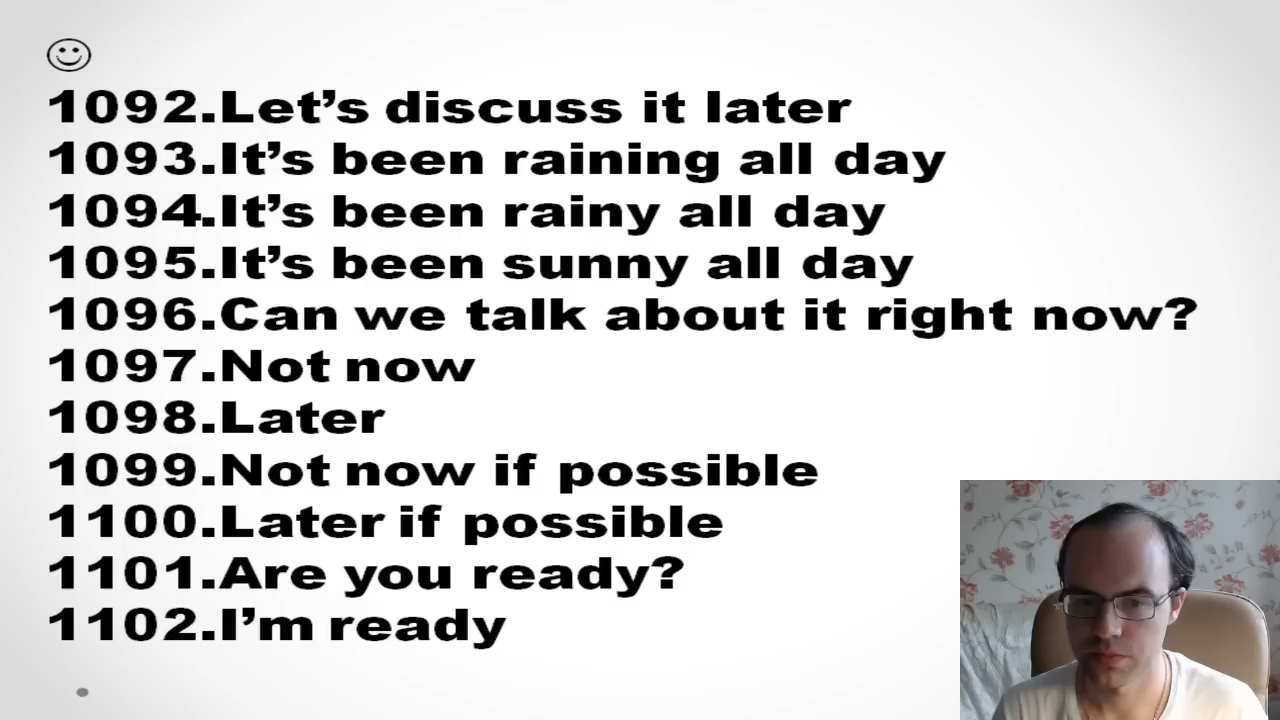 1092.Let’s discuss it later
1093.It’s been raining all day
1094.It’s been rainy all day
1095.It’s been sunny all day
1096.Can we talk about it right now?
1097.Not now
1098.Later
1099.Not now if possible
1100.Later if possible
1101.Are you ready?
1102.I’m ready